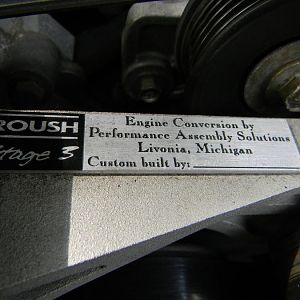 ROUSH
Stage 3
Engine Conversion by
Performance Assembly Solutions
Livonia, Michigan
Custom built by: